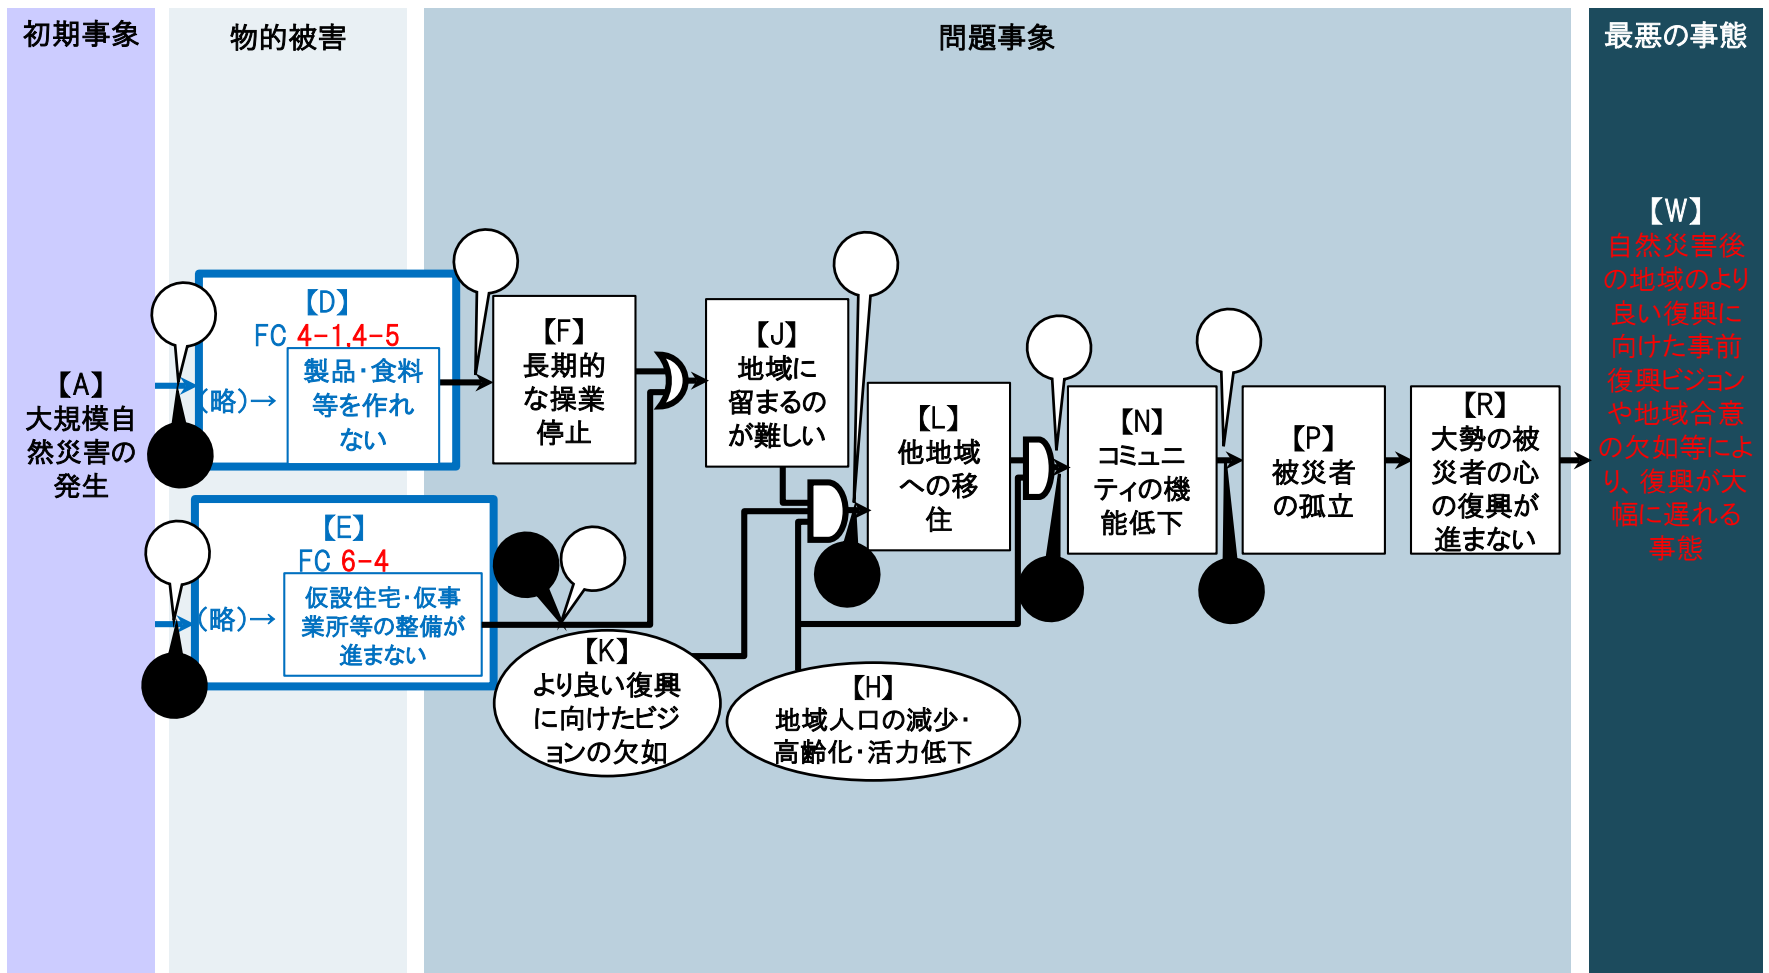 初期事象
物的被害
問題事象
最悪の事態
【A】
大規模自
然災害の
発生
【D】
FC 4-1,4-5
(略)→
製品・食料
等を作れ
ない
【E】
FC 6-4
(略)→
仮設住宅・仮事
業所等の整備が
進まない
【F】
長期的
な操業
停止
【J】
地域に
留まるの
が難しい
【K】
より良い復興
に向けたビジ
ョンの欠如
【H】
地域人口の減少・
高齢化・活力低下
【L】
他地域
への移
住
【N】
コミュニ
ティの機
能低下
【P】
被災者
の孤立
【R】
大勢の被
災者の心
の復興が
進まない
【W】
自然災害後
の地域のより
良い復興に
向けた事前
復興ビジョン
や地域合意
の欠如等によ
り、復興が大
幅に遅れる
事態